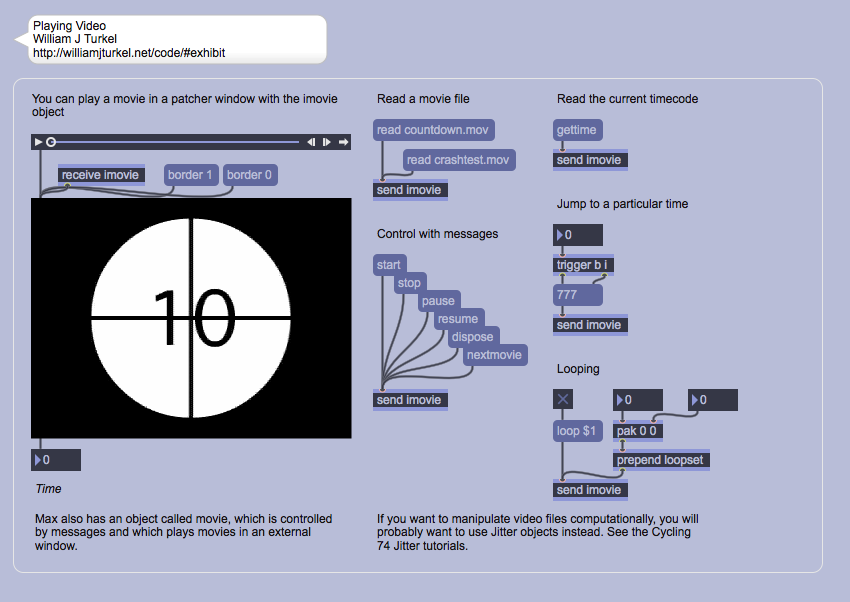 Playing Video
William J Turkel
http://williamjturkel.net/code/#exhibit
You can play a movie in a patcher window with the imovie
object
receive imovie
border 1
border 0
10
0
Time
Max also has an object called movie, which is controlled
by messages and which plays movies in an external
window.
Read a movie file
read countdown.mov
read crashtest.mov
send imovie
Control with messages
start
stop
pause
resume
dispose
nextmovie
send imovie
If you want to manipulate video files computationally, you will
probably want to use Jitter objects instead. See the Cycling
74 Jitter tutorials.
Read the current timecode
gettime
send imovie
Jump to a particular time
0
trigger b i
777
send imovie
Looping
0
0
loop $1
pak 0 0
prepend loopset
send imovie